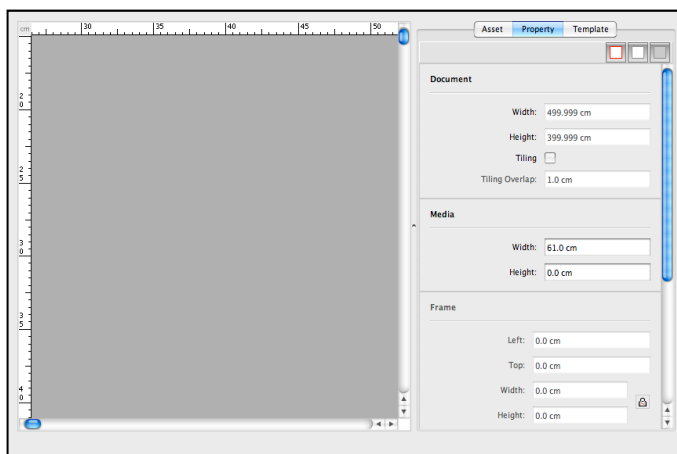 cm 30 35 40 45 50
2 0
2 5
3 0
3 5
4 0
Asset Property Template
Document
Width: 499.999 cm
Height: 399.999 cm
Tiling
Tiling Overlap: 1.0 cm
Media
Width: 61.0 cm
Height: 0.0 cm
Frame
Left: 0.0 cm
Top: 0.0 cm
Width: 0.0 cm
Height: 0.0 cm